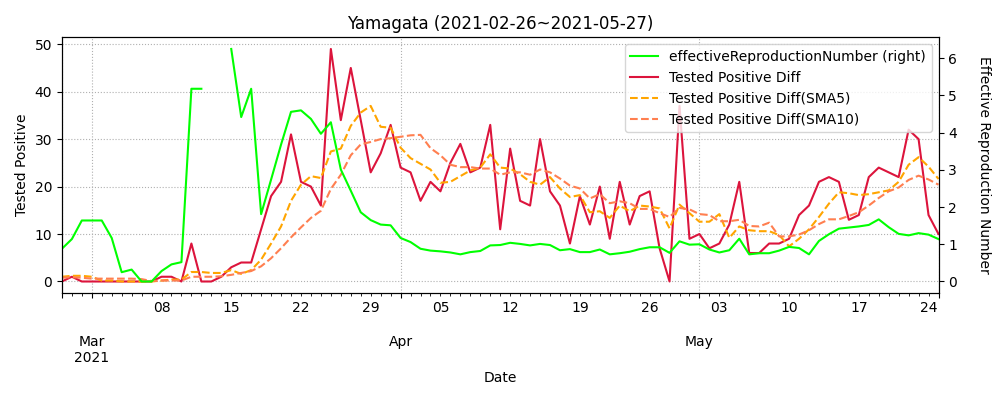 Yamagata (2021-02-26~2021-05-27)
effectiveReproductionNumber (right)
Tested Positive Diff
Tested Positive Diff(SMA5)
Tested Positive Diff(SMA10)
Tested Positive
50
40
30
20
10
0
6
5
4
3
2
1
0
Effective Reproduction Number
08 15 22 29 05 12 19 26 03 10 17 24
Mar Apr May
2021
Date